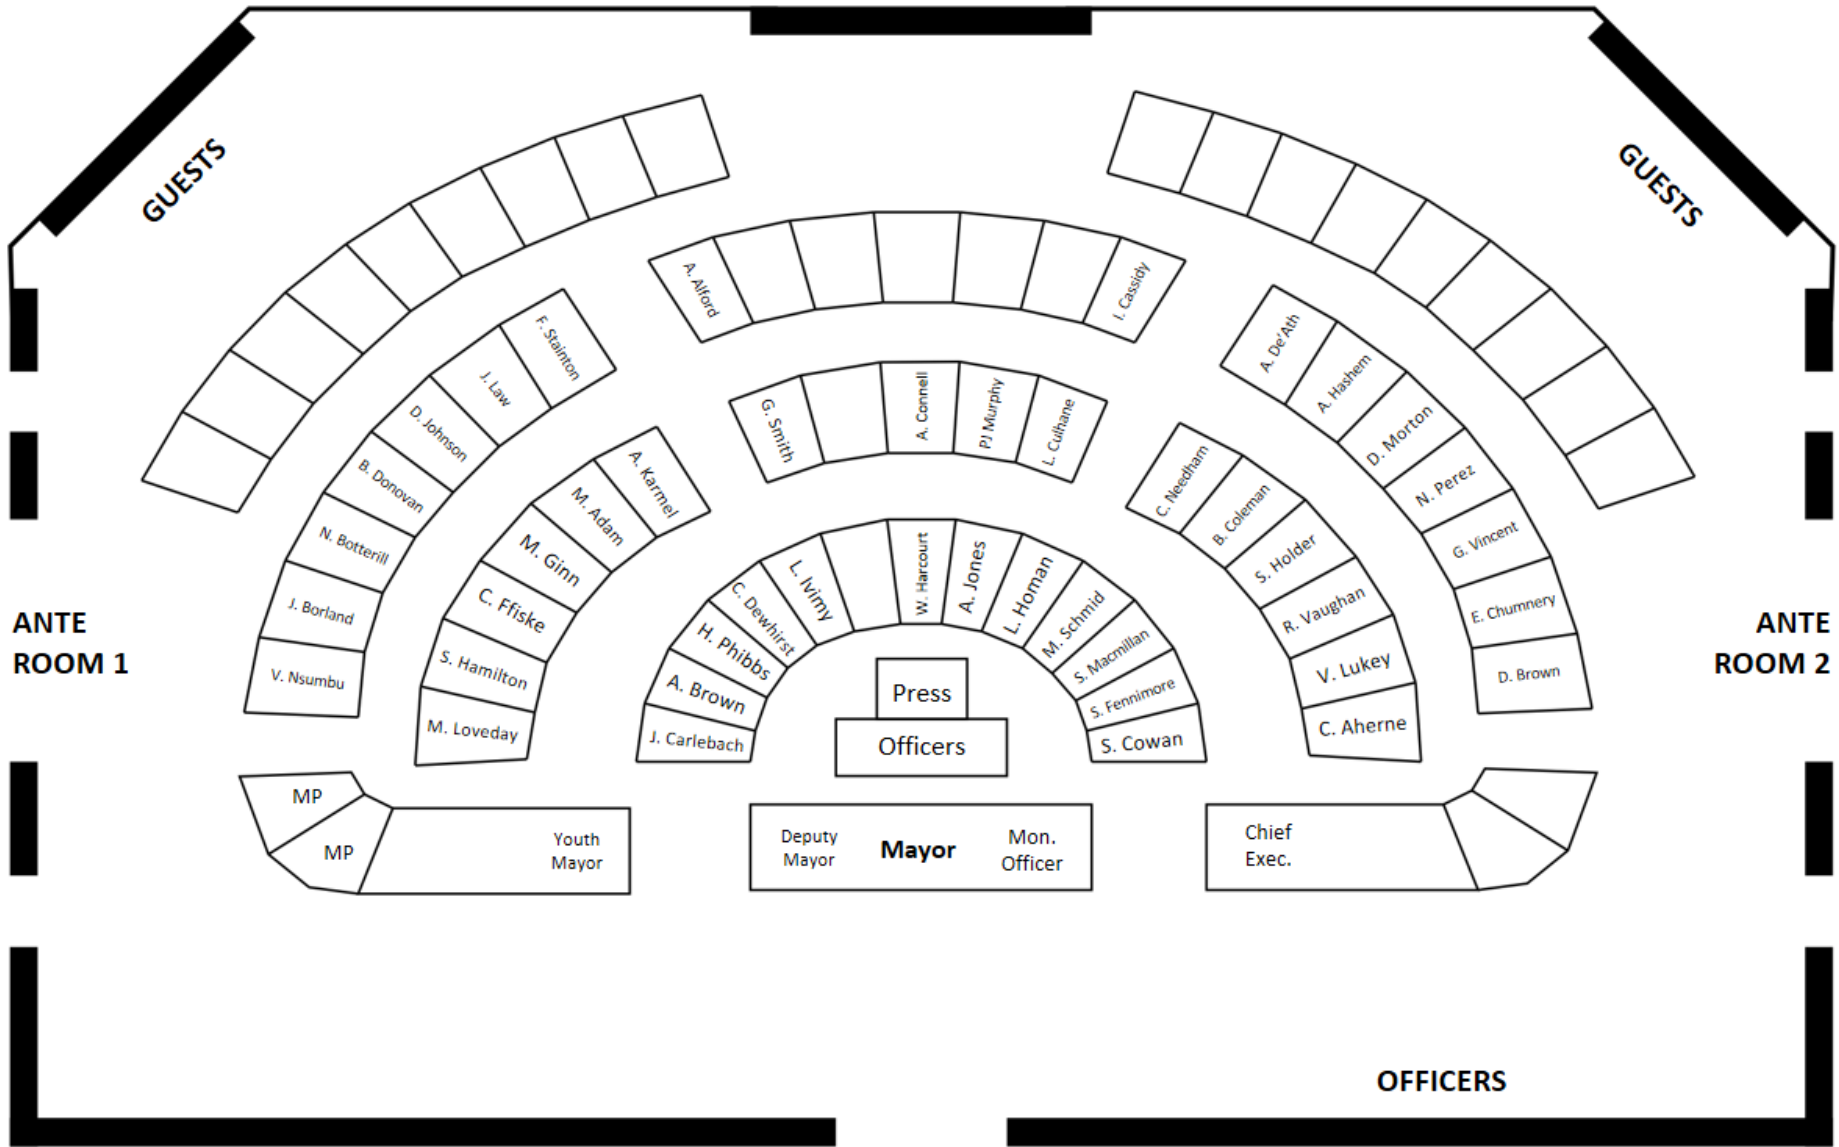 GUESTS
GUESTS
A. Alford
I. Cassidy
F. Stainton
J. Law
D. Johnson
B. Donovan
N. Botterill
J. Borland
V. Nsumbu
A. De'Ath
A. Hashem
D. Morton
N. Perez
G. Vincent
E. Chumnery
D. Brown
G. Smith
A. Connell
PJ Murphy
L. Culhane
A. Karmel
M. Adam
M. Ginn
C. Ffiske
S. Hamilton
M. Loveday
C. Needham
B. Coleman
S. Holder
R. Vaughan
V. Lukey
C. Aherne
J. Carlebach
A. Brown
H. Phibbs
C. Dewhirst
L. Ivimy
W. Harcourt
A. Jones
L. Homan
M. Schmid
S. Macmillan
S. Fennimore
S. Cowan
ANTE
ROOM 1
ANTE
ROOM 2
Press
Officers
MP
MP
Youth
Mayor
Deputy
Mayor
Mayor
Mon.
Officer
Chief
Exec.
OFFICERS